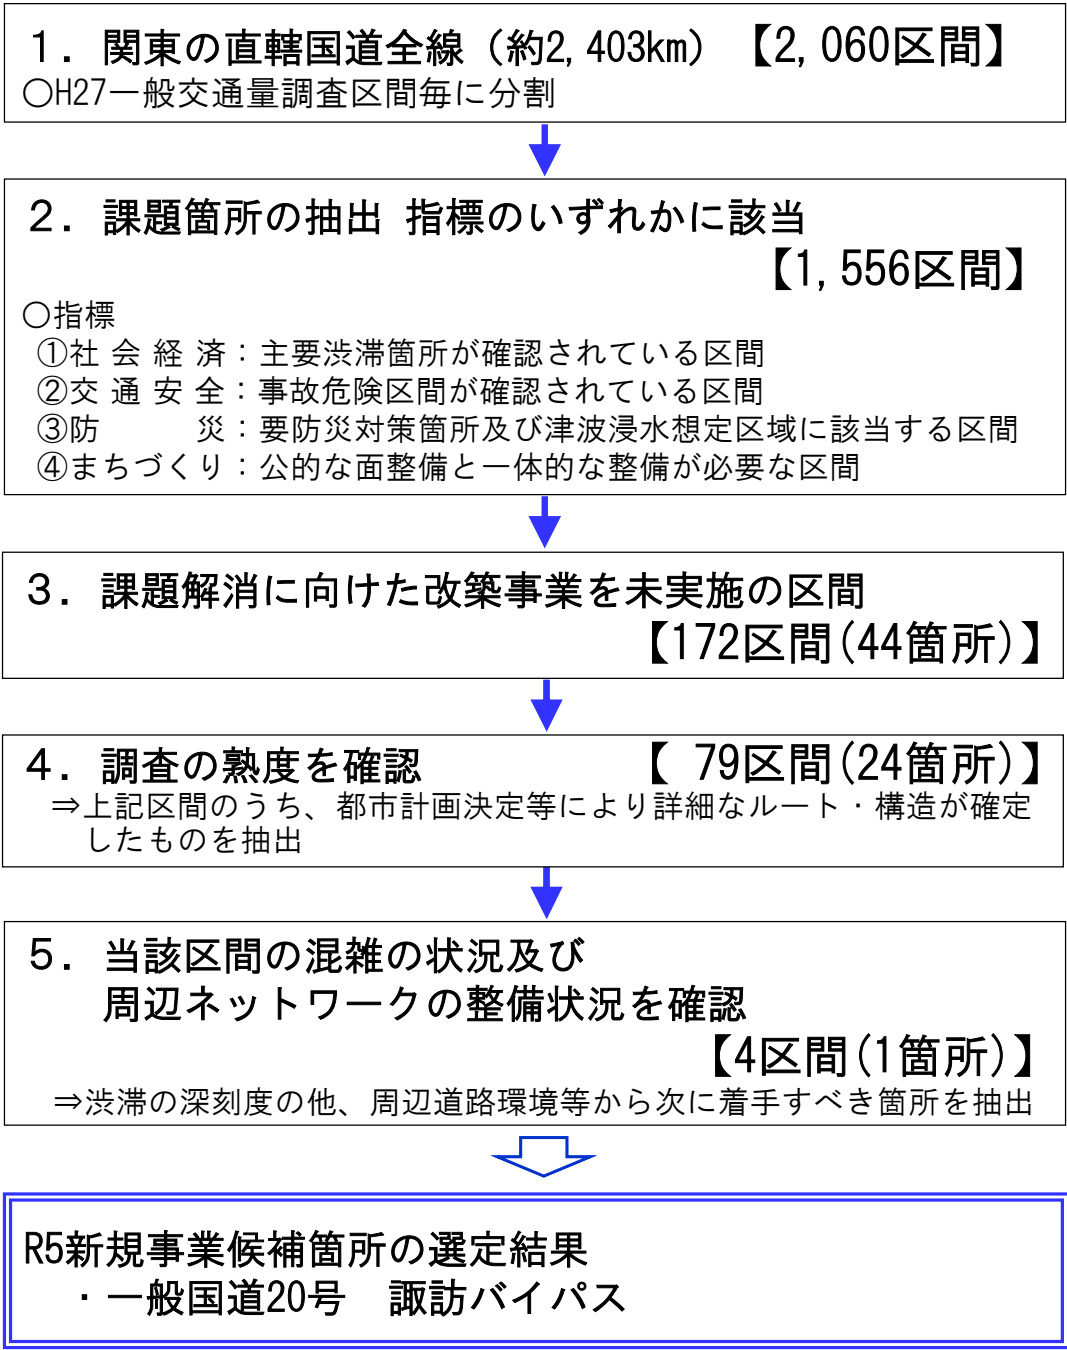 １．関東の直轄国道全線（約2,403km）【2,060区間】
○H27一般交通量調査区間毎に分割
２．課題箇所の抽出 指標のいずれかに該当
【1,556区間】
○指標
①社 会 経 済：主要渋滞箇所が確認されている区間
②交 通 安 全：事故危険区間が確認されている区間
③防　　　災：要防災対策箇所及び津波浸水想定区域に該当する区間
④まちづくり：公的な面整備と一体的な整備が必要な区間
３．課題解消に向けた改築事業を未実施の区間
【172区間(44箇所)】
４．調査の熟度を確認　【 79区間(24箇所)】
⇒上記区間のうち、都市計画決定等により詳細なルート・構造が確定
したものを抽出
５．当該区間の混雑の状況及び
周辺ネットワークの整備状況を確認
【4区間(1箇所)】
⇒渋滞の深刻度の他、周辺道路環境等から次に着手すべき箇所を抽出
R5新規事業候補箇所の選定結果
・一般国道20号　諏訪バイパス